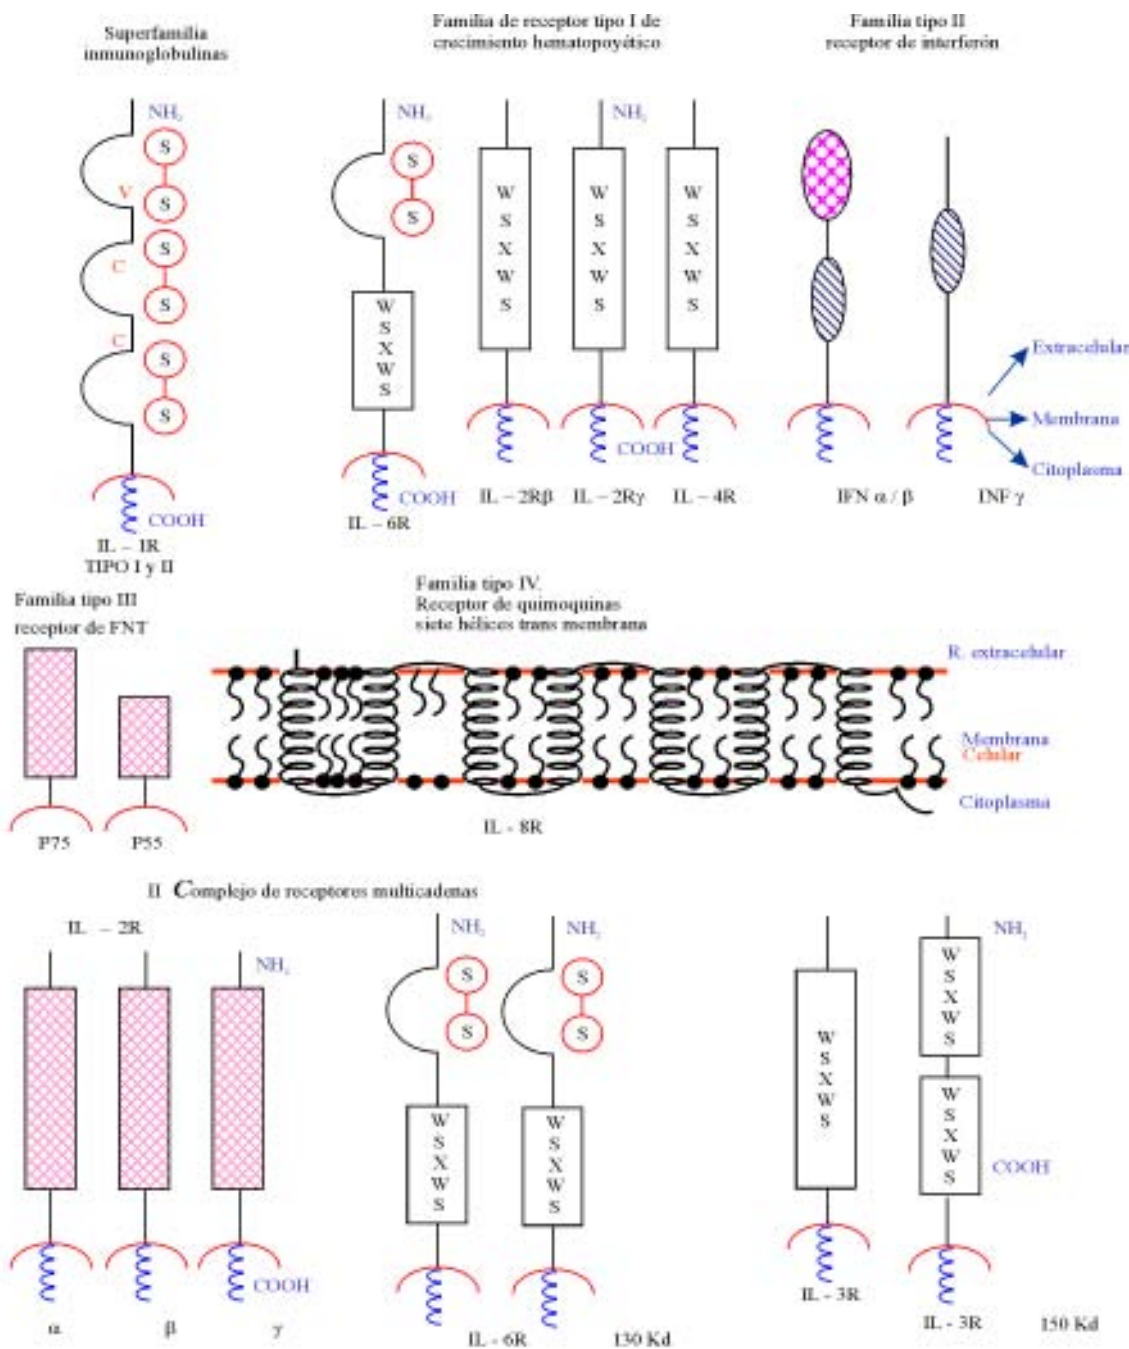 Superfamilia
inmunoglobulinas
Familia de receptor tipo I de
crecimiento hematopoyético
Familia tipo II
receptor de interferón
NH₂
S
S
V
S
S
C
C
S
S
COOH
IL – 1R
TIPO I y II
NH₂
S
S
W
S
X
W
S
COOH
IL – 6R
W
S
X
W
S
IL – 2Rβ
NH₂
W
S
X
W
S
COOH
IL – 2Rγ
W
S
X
W
S
IL – 4R
IFN α / β
INF γ
Extracelular
Membrana
Citoplasma
Familia tipo III
receptor de FNT
P75
P55
Familia tipo IV.
Receptor de quimoquinas
siete hélices trans membrana
R. extracelular
Membrana
Celular
Citoplasma
IL - 8R
II Complejo de receptores multicadenas
IL – 2R
NH₂
COOH
α
β
γ
NH₂
S
S
W
S
X
W
S
NH₂
S
S
W
S
X
W
S
IL - 6R
130 Kd
W
S
X
W
S
IL - 3R
NH₂
W
S
X
W
S
W
S
X
W
S
COOH
IL - 3R
150 Kd